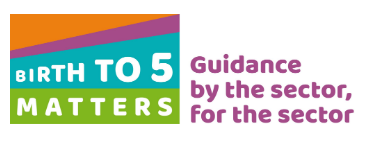 BIRTH TO 5
MATTERS
Guidance
by the sector,
for the sector